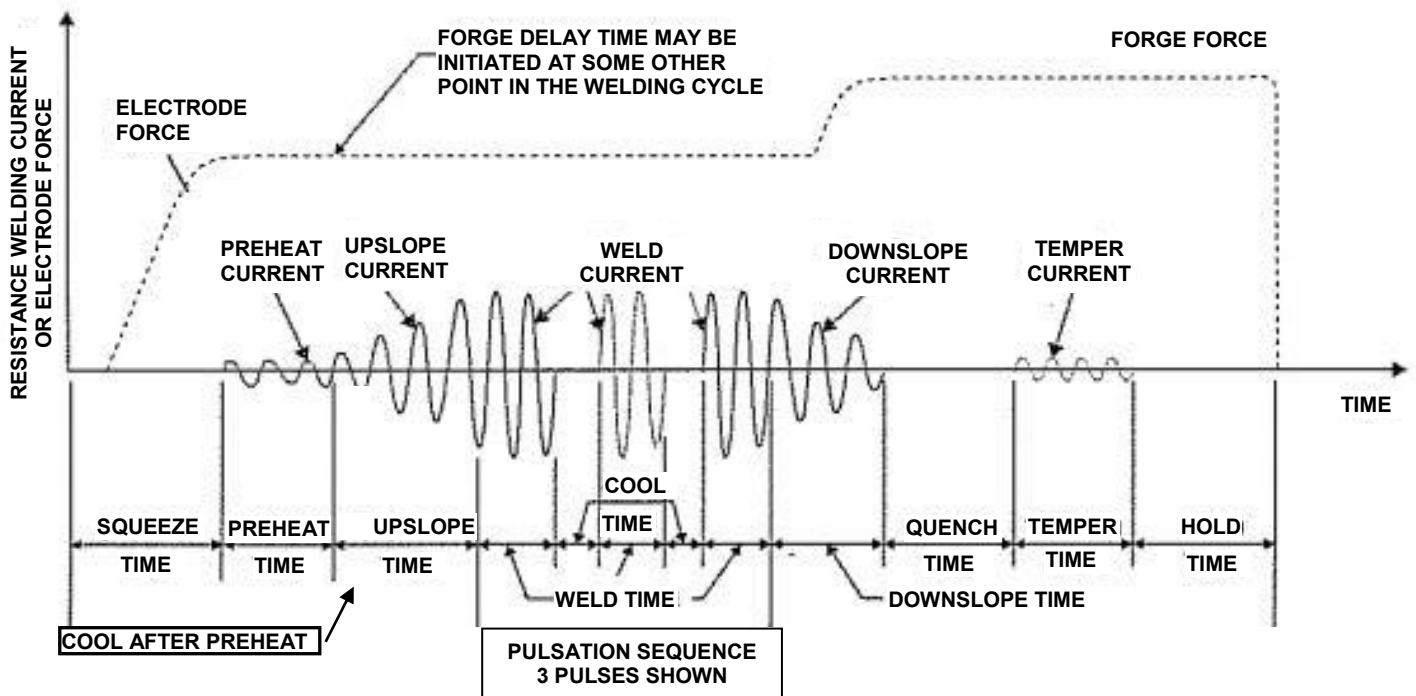 RESISTANCE WELDING CURRENT
OR ELECTRODE FORCE
ELECTRODE
FORCE
FORGE DELAY TIME MAY BE
INITIATED AT SOME OTHER
POINT IN THE WELDING CYCLE
FORGE FORCE
PREHEAT
CURRENT
UPSLOPE
CURRENT
WELD
CURRENT
DOWNSLOPE
CURRENT
TEMPER
CURRENT
TIME
SQUEEZE
TIME
PREHEAT
TIME
UPSLOPE
TIME
COOL
TIME
QUENCH
TIME
TEMPER
TIME
HOLD
TIME
WELD TIME
DOWNSLOPE TIME
COOL AFTER PREHEAT
PULSATION SEQUENCE
3 PULSES SHOWN